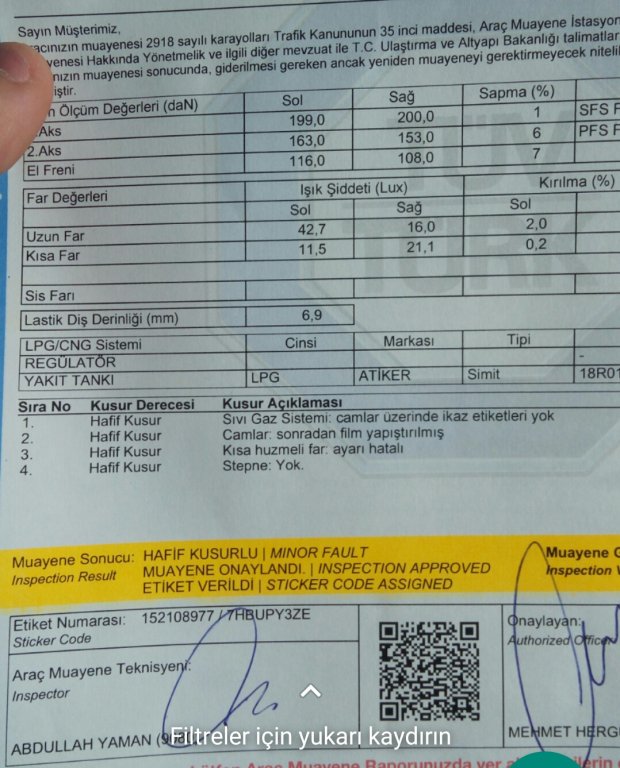 Sayın Müşterimiz,
aracınızın muayenesi 2918 sayılı karayolları Trafik Kanununun 35 inci maddesi, Araç Muayene İstasyon
Hakkında Yönetmelik ve ilgili diğer mevzuat ile T.C. Ulaştırma ve Altyapı Bakanlığı talimatlar
muayenesi sonucunda, giderilmesi gereken ancak yeniden muayeneyi gerektirmeyecek niteli
Ölçüm Değerleri (daN) Sol Sağ Sapma (%)
Aks 199,0 200,0 1 SFS F
2.Aks 163,0 153,0 6 PFS F
El Freni 116,0 108,0 7
Far Değerleri Işık Şiddeti (Lux) Kırılma (%)
Sol Sağ Sol
Uzun Far 42,7 16,0 2,0
Kısa Far 11,5 21,1 0,2
Sis Farı
Lastik Diş Derinliği (mm) 6,9
LPG/CNG Sistemi Cinsi Markası Tipi
REGÜLATÖR -
YAKIT TANKI LPG ATİKER Simit 18R01
Sıra No Kusur Derecesi Kusur Açıklaması
1. Hafif Kusur Sıvı Gaz Sistemi: camlar üzerinde ikaz etiketleri yok
2. Hafif Kusur Camlar: sonradan film yapıştırılmış
3. Hafif Kusur Kısa huzmeli far: ayarı hatalı
4. Hafif Kusur Stepne: Yok.
Muayene Sonucu: HAFİF KUSURLU | MINOR FAULT Muayene G
Inspection Result MUAYENE ONAYLANDI. | INSPECTION APPROVED Inspection V
ETİKET VERİLDİ | STICKER CODE ASSIGNED
Etiket Numarası: 152108977 / 7HBUPY3ZE Onaylayan:
Sticker Code Authorized Officer
Araç Muayene Teknisyeni:
Inspector
Filtreler için yukarı kaydırın
ABDULLAH YAMAN MEHMET HERG
Araç Muayene Raporunuzda yer
TÜV
TÜRK